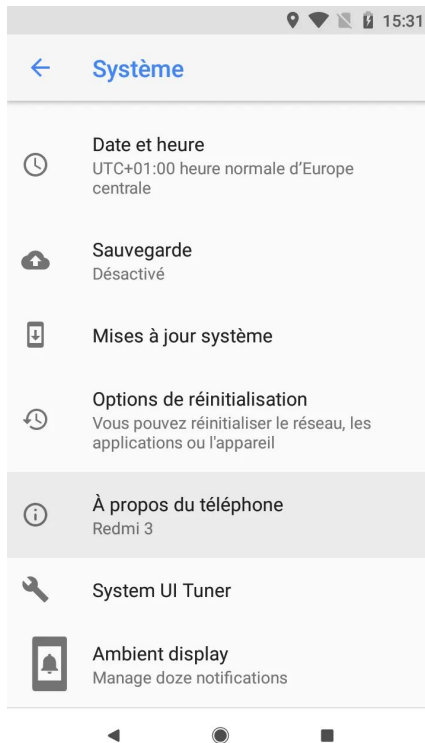 15:31
Système
Date et heure
UTC+01:00 heure normale d’Europe
centrale
Sauvegarde
Désactivé
Mises à jour système
Options de réinitialisation
Vous pouvez réinitialiser le réseau, les
applications ou l'appareil
À propos du téléphone
Redmi 3
System UI Tuner
Ambient display
Manage doze notifications